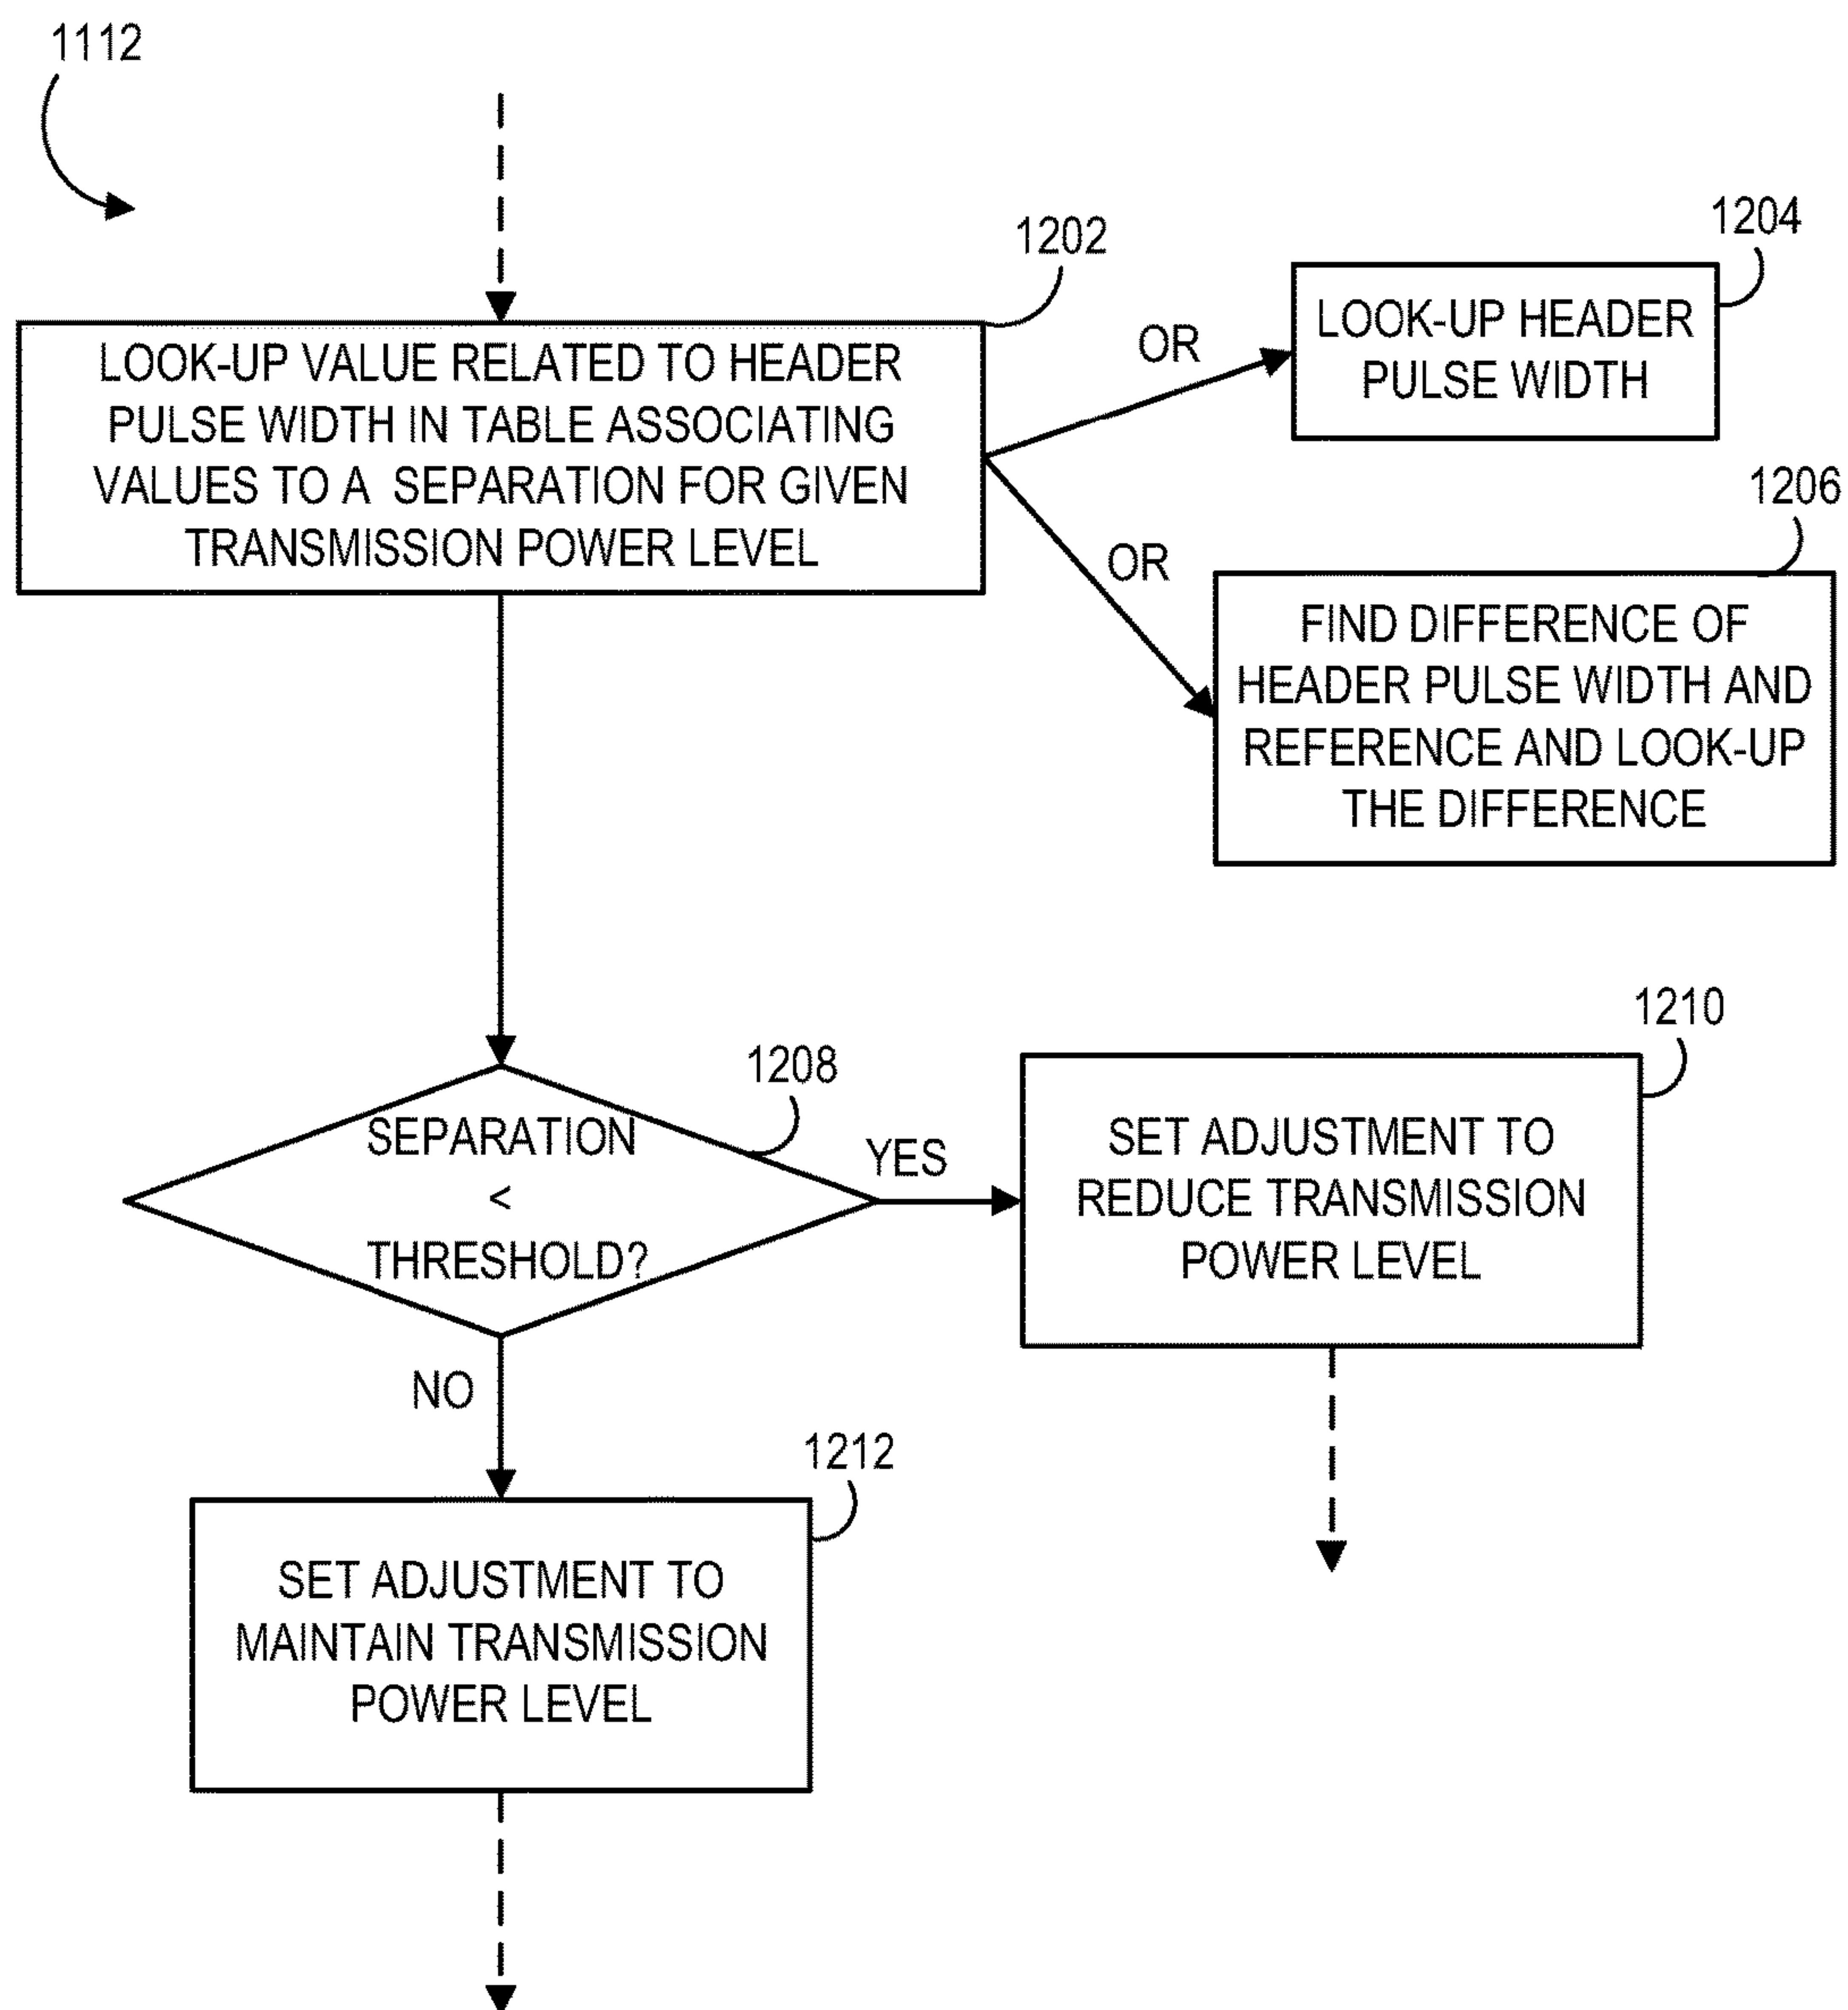 1112
1202
LOOK-UP VALUE RELATED TO HEADER
PULSE WIDTH IN TABLE ASSOCIATING
VALUES TO A SEPARATION FOR GIVEN
TRANSMISSION POWER LEVEL
OR
1204
LOOK-UP HEADER
PULSE WIDTH
OR
1206
FIND DIFFERENCE OF
HEADER PULSE WIDTH AND
REFERENCE AND LOOK-UP
THE DIFFERENCE
1208
SEPARATION
<
THRESHOLD?
YES
1210
SET ADJUSTMENT TO
REDUCE TRANSMISSION
POWER LEVEL
NO
1212
SET ADJUSTMENT TO
MAINTAIN TRANSMISSION
POWER LEVEL